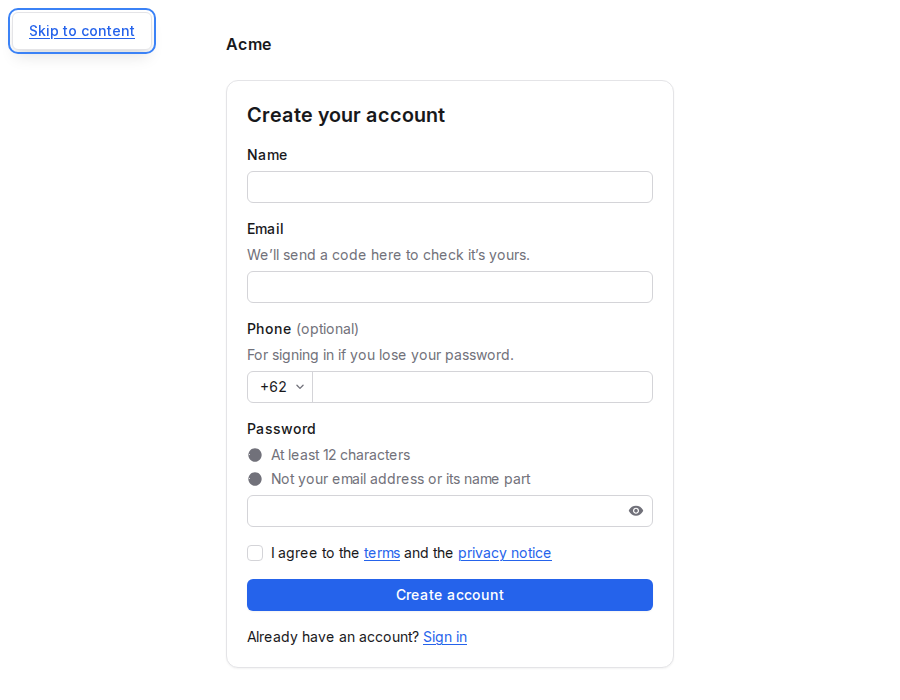 Skip to content
Acme
Create your account
Name
Email
We’ll send a code here to check it’s yours.
Phone (optional)
For signing in if you lose your password.
+62
Password
At least 12 characters
Not your email address or its name part
I agree to the terms and the privacy notice
Create account
Already have an account? Sign in